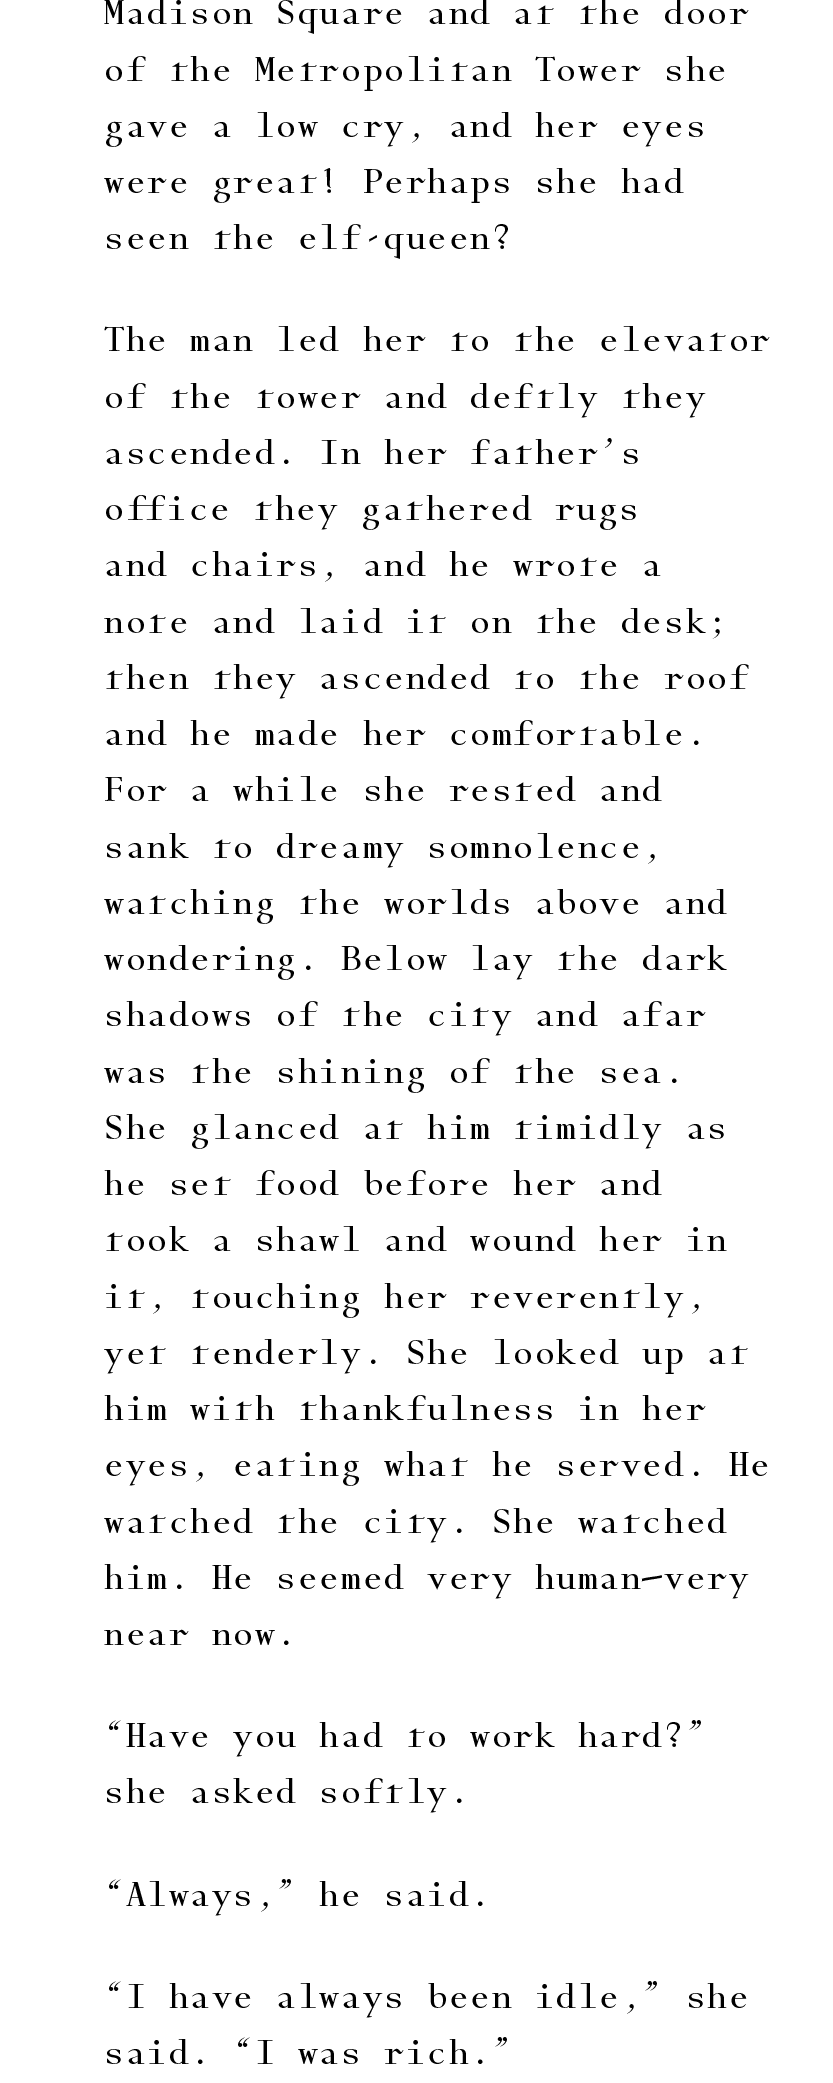 Madison Square and at the door
of the Metropolitan Tower she
gave a low cry, and her eyes
were great! Perhaps she had
seen the elf-queen?
The man led her to the elevator
of the tower and deftly they
ascended. In her father’s
office they gathered rugs
and chairs, and he wrote a
note and laid it on the desk;
then they ascended to the roof
and he made her comfortable.
For a while she rested and
sank to dreamy somnolence,
watching the worlds above and
wondering. Below lay the dark
shadows of the city and afar
was the shining of the sea.
She glanced at him timidly as
he set food before her and
took a shawl and wound her in
it, touching her reverently,
yet tenderly. She looked up at
him with thankfulness in her
eyes, eating what he served. He
watched the city. She watched
him. He seemed very human—very
near now.
“Have you had to work hard?”
she asked softly.
“Always,” he said.
“I have always been idle,” she
said. “I was rich.”